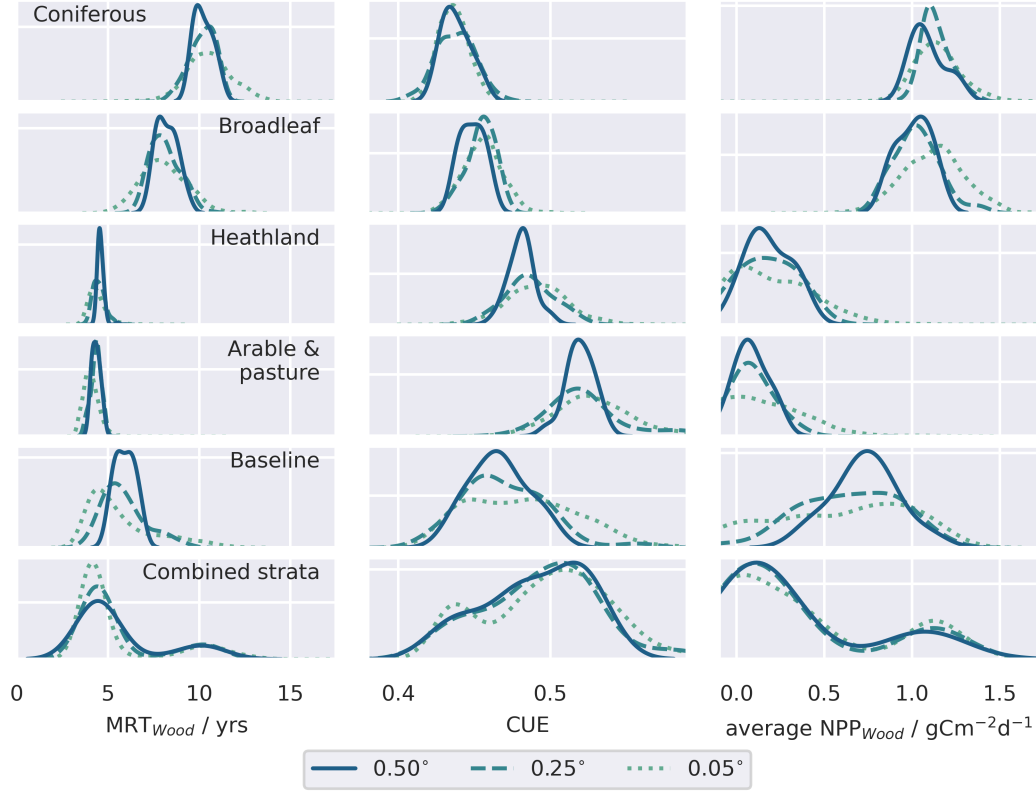 Coniferous
Broadleaf
Heathland
Arable &
pasture
Baseline
Combined strata
0 5 10 15 0.4 0.5 0.0 0.5 1.0 1.5
MRT_Wood / yrs CUE average NPP_Wood / gCm⁻²d⁻¹
0.50° 0.25° 0.05°